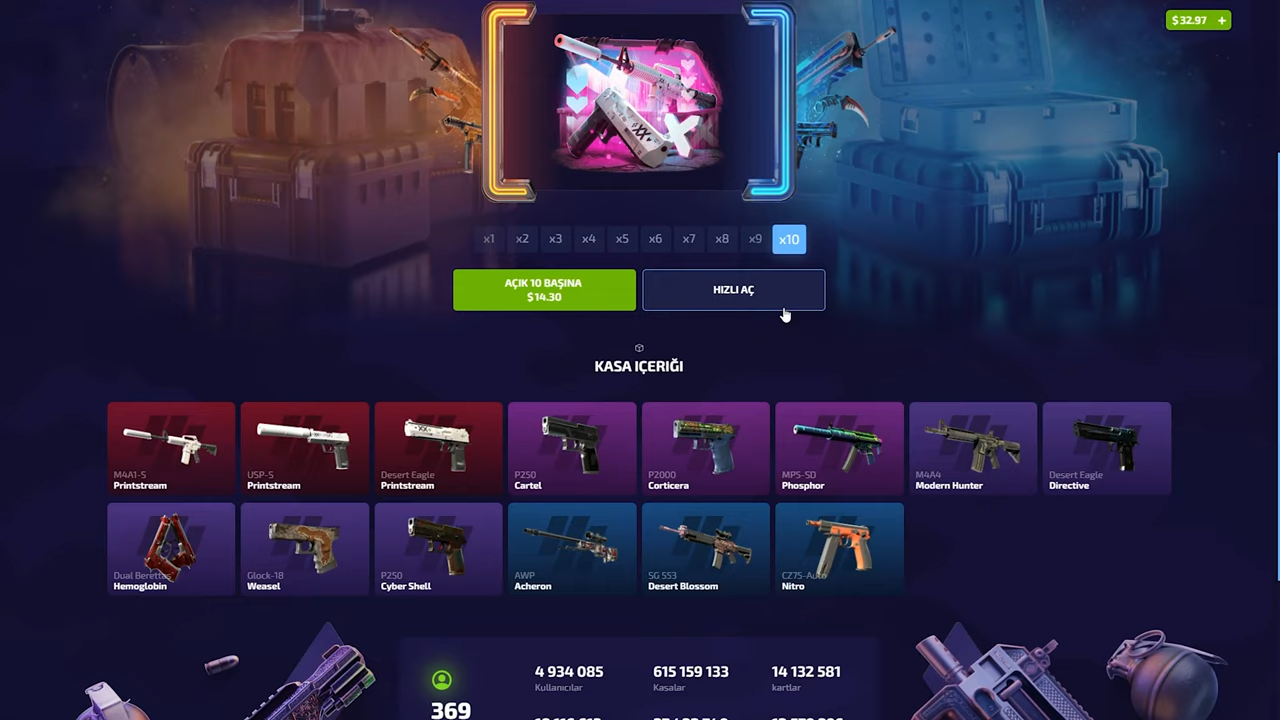 $ 32.97 +
x1 x2 x3 x4 x5 x6 x7 x8 x9 x10
AÇIK 10 BAŞINA
$ 14.30
HIZLI AÇ
KASA IÇERIĞI
M4A1-S
Printstream
USP-S
Printstream
Desert Eagle
Printstream
P250
Cartel
P2000
Corticera
MP5-SD
Phosphor
M4A4
Modern Hunter
Desert Eagle
Directive
Dual Berettas
Hemoglobin
Glock-18
Weasel
P250
Cyber Shell
AWP
Acheron
SG 553
Desert Blossom
CZ75-Auto
Nitro
369
4 934 085
Kullanıcılar
615 159 133
Kasalar
14 132 581
kartlar